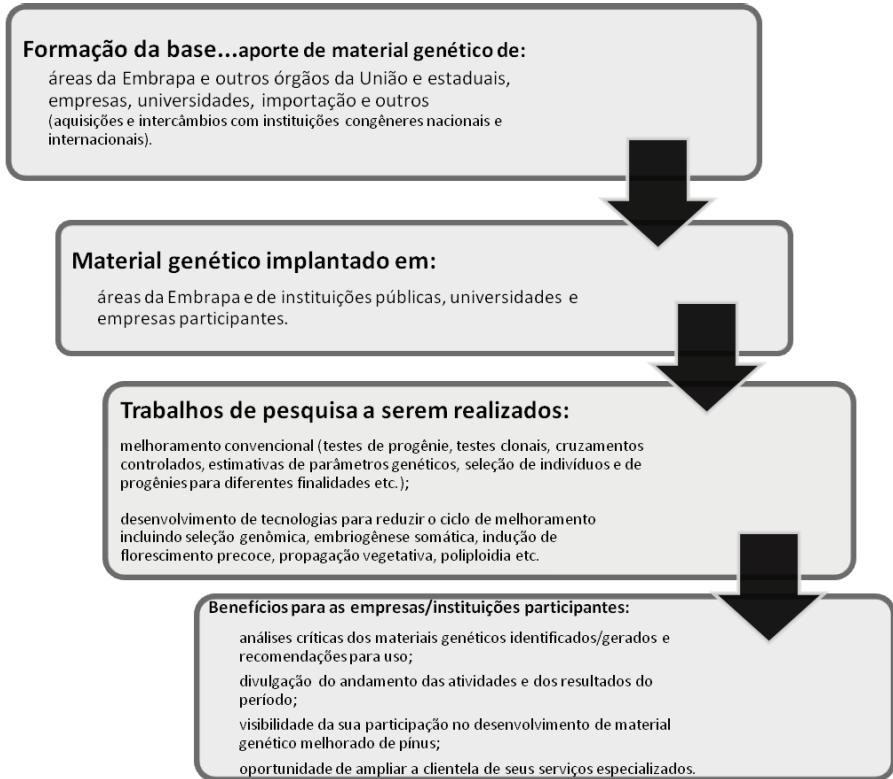 Formação da base...aporte de material genético de:
áreas da Embrapa e outros órgãos da União e estaduais,
empresas, universidades, importação e outros
(aquisições e intercâmbios com instituições congêneres nacionais e
internacionais).
Material genético implantado em:
áreas da Embrapa e de instituições públicas, universidades e
empresas participantes.
Trabalhos de pesquisa a serem realizados:
melhoramento convencional (testes de progênie, testes clonais, cruzamentos
controlados, estimativas de parâmetros genéticos, seleção de indivíduos e de
progênies para diferentes finalidades etc.);
desenvolvimento de tecnologias para reduzir o ciclo de melhoramento
incluindo seleção genômica, embriogênese somática, indução de
florescimento precoce, propagação vegetativa, poliploidia etc.
Benefícios para as empresas/instituições participantes:
análises críticas dos materiais genéticos identificados/gerados e
recomendações para uso;
divulgação do andamento das atividades e dos resultados do
período;
visibilidade da sua participação no desenvolvimento de material
genético melhorado de pínus;
oportunidade de ampliar a clientela de seus serviços especializados.